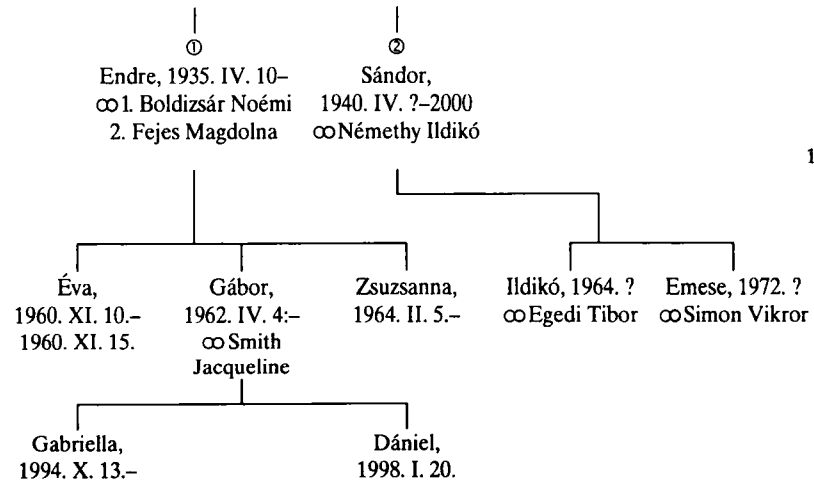 ①
Endre, 1935. IV. 10–
∞1. Boldizsár Noémi
2. Fejes Magdolna
②
Sándor,
1940. IV. ?–2000
∞Némethy Ildikó
1
Éva,
1960. XI. 10.–
1960. XI. 15.
Gábor,
1962. IV. 4:–
∞Smith
Jacqueline
Zsuzsanna,
1964. II. 5.–
Ildikó, 1964. ?
∞Egedi Tibor
Emese, 1972. ?
∞Simon Vikror
Gabriella,
1994. X. 13.–
Dániel,
1998. I. 20.